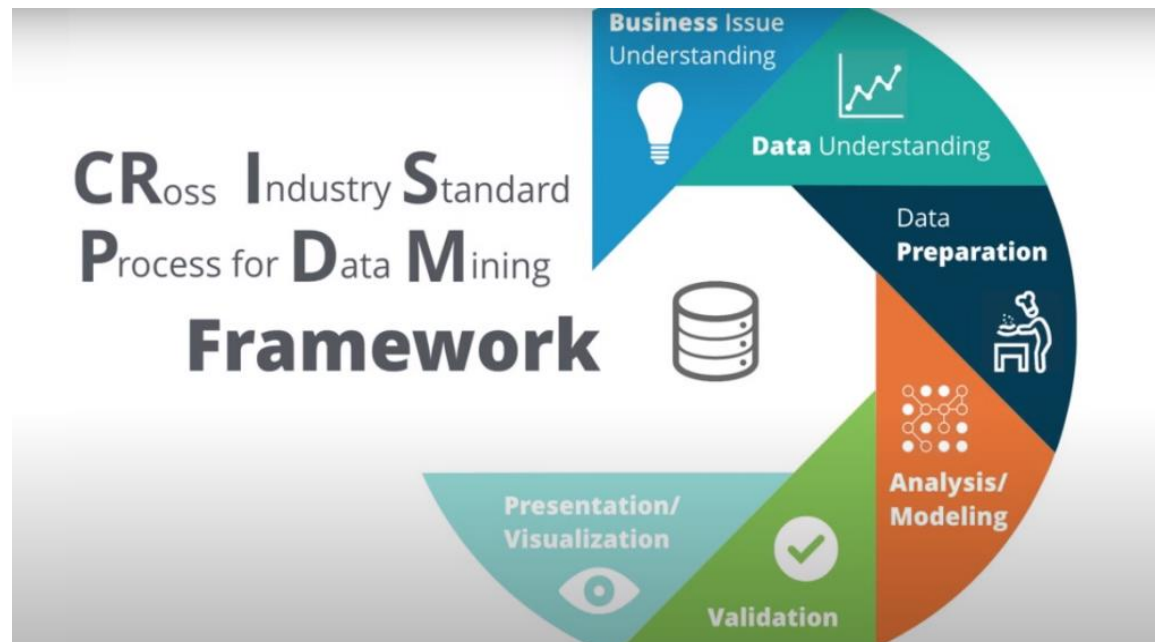 CRoss Industry Standard
Process for Data Mining
Framework
Business Issue
Understanding
Data Understanding
Data
Preparation
Analysis/
Modeling
Validation
Presentation/
Visualization